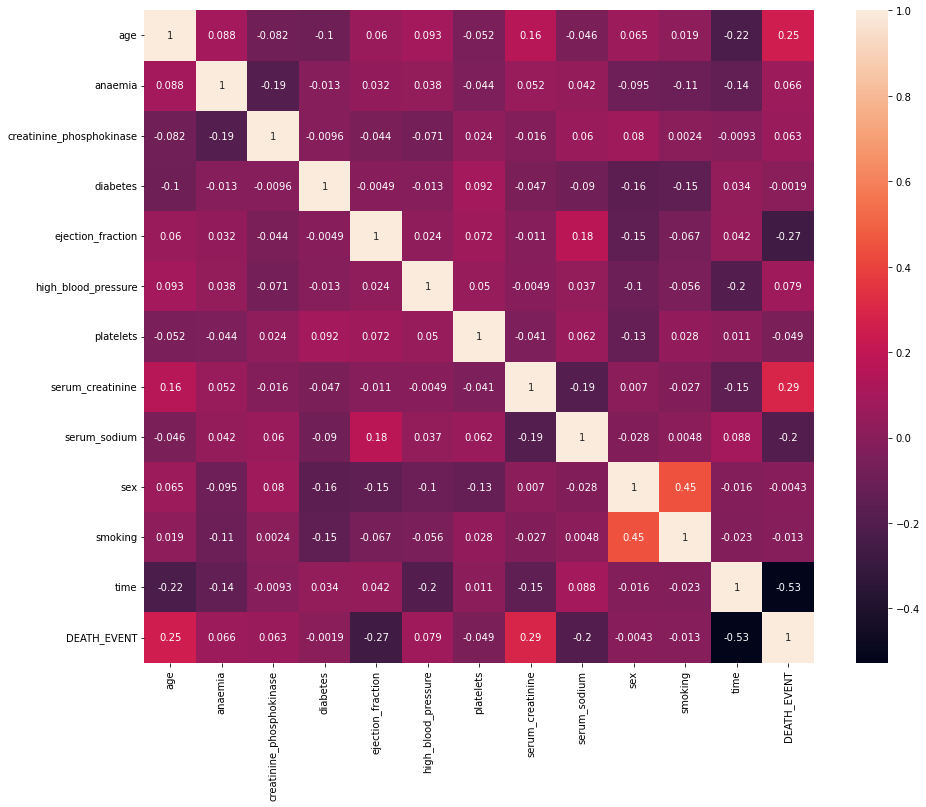 age 1 0.088 -0.082 -0.1 0.06 0.093 -0.052 0.16 -0.046 0.065 0.019 -0.22 0.25
anaemia 0.088 1 -0.19 -0.013 0.032 0.038 -0.044 0.052 0.042 -0.095 -0.11 -0.14 0.066
creatinine_phosphokinase -0.082 -0.19 1 -0.0096 -0.044 -0.071 0.024 -0.016 0.06 0.08 0.0024 -0.0093 0.063
diabetes -0.1 -0.013 -0.0096 1 -0.0049 -0.013 0.092 -0.047 -0.09 -0.16 -0.15 0.034 -0.0019
ejection_fraction 0.06 0.032 -0.044 -0.0049 1 0.024 0.072 -0.011 0.18 -0.15 -0.067 0.042 -0.27
high_blood_pressure 0.093 0.038 -0.071 -0.013 0.024 1 0.05 -0.0049 0.037 -0.1 -0.056 -0.2 0.079
platelets -0.052 -0.044 0.024 0.092 0.072 0.05 1 -0.041 0.062 -0.13 0.028 0.011 -0.049
serum_creatinine 0.16 0.052 -0.016 -0.047 -0.011 -0.0049 -0.041 1 -0.19 0.007 -0.027 -0.15 0.29
serum_sodium -0.046 0.042 0.06 -0.09 0.18 0.037 0.062 -0.19 1 -0.028 0.0048 0.088 -0.2
sex 0.065 -0.095 0.08 -0.16 -0.15 -0.1 -0.13 0.007 -0.028 1 0.45 -0.016 -0.0043
smoking 0.019 -0.11 0.0024 -0.15 -0.067 -0.056 0.028 -0.027 0.0048 0.45 1 -0.023 -0.013
time -0.22 -0.14 -0.0093 0.034 0.042 -0.2 0.011 -0.15 0.088 -0.016 -0.023 1 -0.53
DEATH_EVENT 0.25 0.066 0.063 -0.0019 -0.27 0.079 -0.049 0.29 -0.2 -0.0043 -0.013 -0.53 1
age
anaemia
creatinine_phosphokinase
diabetes
ejection_fraction
high_blood_pressure
platelets
serum_creatinine
serum_sodium
sex
smoking
time
DEATH_EVENT
1.0
0.8
0.6
0.4
0.2
0.0
−0.2
−0.4